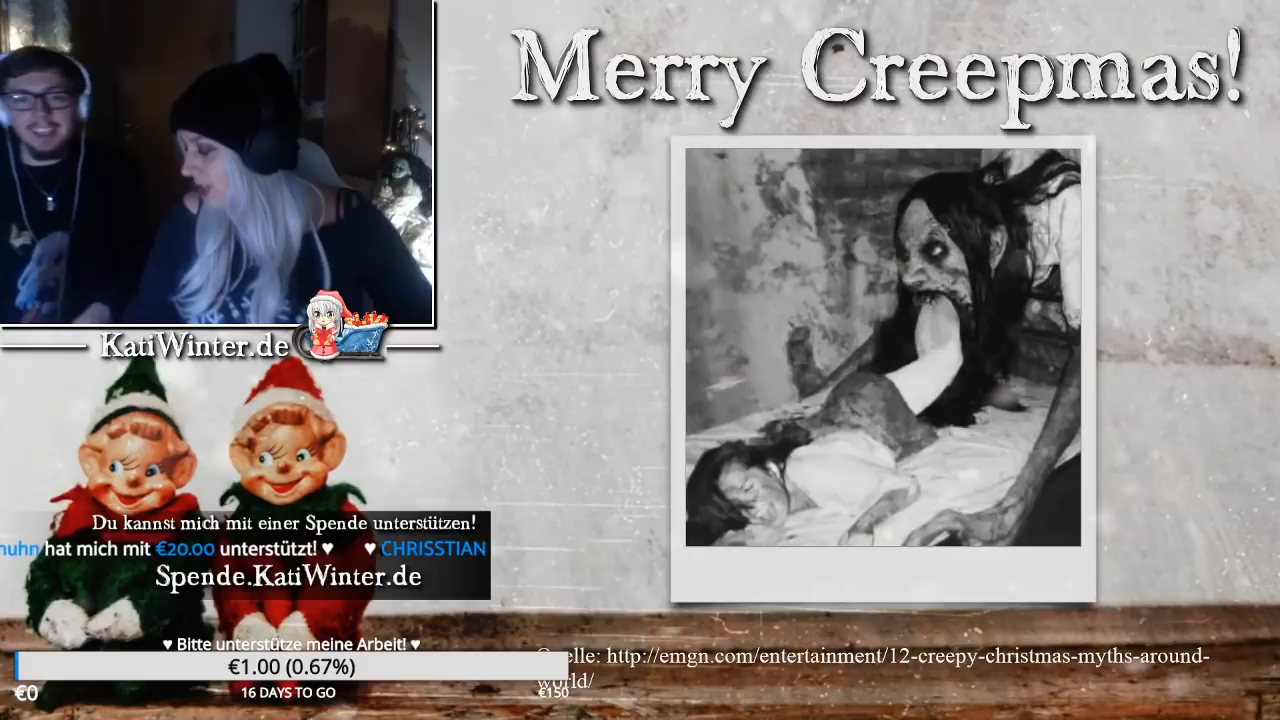 Merry Creepmas!
KatiWinter.de
Du kannst mich mit einer Spende unterstützen!
hat mich mit €20.00 unterstützt! ♥ ♥ CHRISSTIAN
Spende.KatiWinter.de
♥ Bitte unterstütze meine Arbeit! ♥
€1.00 (0.67%)
€0 16 DAYS TO GO €150
http://emgn.com/entertainment/12-creepy-christmas-myths-around-
world/